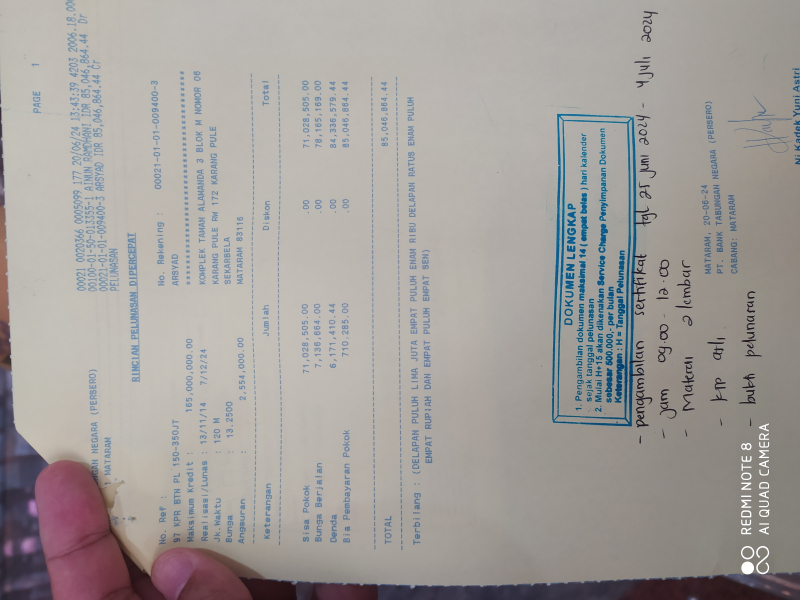 PAGE 1
00021 0020366 0005099 177 20/06/24 13:43:39 4203 2006.18.00
00100-01-50-013355-1 AINUN RAMDHANI IDR 85,046,864.44 Dr
00021-01-01-009400-3 ARSYAD IDR 85,046,864.44 Cr
PELUNASAN
NEGARA (PERSERO)
MATARAM
RINCIAN PELUNASAN DIPERCEPAT
No. Ref :
No. Rekening : 00021-01-01-009400-3
97 KPR BTN PL 150-350JT
ARSYAD
Maksimum Kredit : 165,000,000.00
Realisasi/Lunas : 13/11/14 7/12/24
KOMPLEK TAMAN ALAMANDA 3 BLOK M NOMOR 06
Jk.Waktu : 120 M
KARANG PULE RW 172 KARANG PULE
Bunga : 13.2500
SEKARBELA
Angsuran : 2,554,000.00
MATARAM 83116
Keterangan Jumlah Diskon Total
Sisa Pokok 71,028,505.00 .00 71,028,505.00
Bunga Berjalan 7,136,664.00 .00 78,165,169.00
Denda 6,171,410.44 .00 84,336,579.44
Bia Pembayaran Pokok 710,285.00 .00 85,046,864.44
TOTAL 85,046,864.44
Terbilang : (DELAPAN PULUH LIMA JUTA EMPAT PULUH ENAM RIBU DELAPAN RATUS ENAM PULUH
EMPAT RUPIAH DAN EMPAT PULUH EMPAT SEN)
DOKUMEN LENGKAP
1. Pengambilan dokumen maksimal 14 ( empat belas ) hari kalender
sejak tanggal pelunasan
2. Mulai H+15 akan dikenakan Service Charge Penyimpanan Dokumen
sebesar 500.000,- per bulan
Keterangan : H = Tanggal Pelunasan
- pengambilan sertifikat tgl 25 juni 2024 - 4 juli 2024
- jam 09.00 - 12.00
- Materai 2 lembar
- KTP asli
- bukti pelunasan
MATARAM, 20-06-24
PT. BANK TABUNGAN NEGARA (PERSERO)
CABANG: MATARAM
Ni Kadek Yuni Astri
REDMI NOTE 8
AI QUAD CAMERA